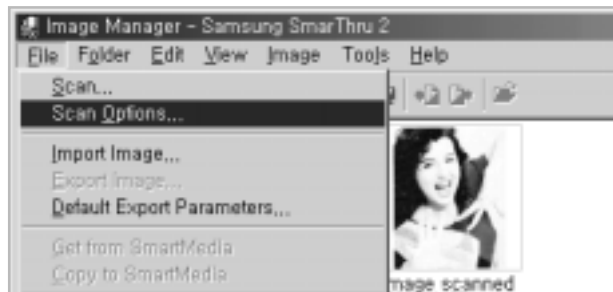 Image Manager - Samsung SmarThru 2
File Folder Edit View Image Tools Help
Scan...
Scan Options...
Import Image...
Export Image...
Default Export Parameters...
Get from SmartMedia
Copy to SmartMedia
mage scanned